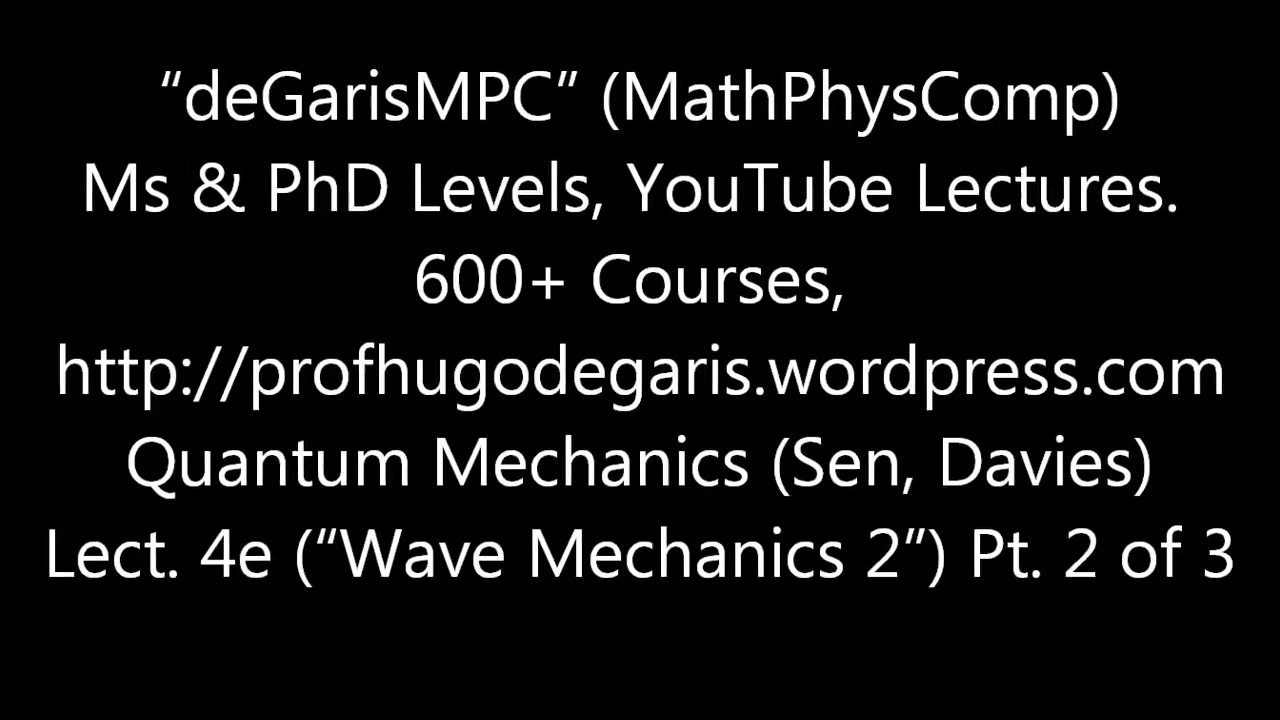 “deGarisMPC” (MathPhysComp)
Ms & PhD Levels, YouTube Lectures.
600+ Courses,
http://profhugodegaris.wordpress.com
Quantum Mechanics (Sen, Davies)
Lect. 4e (“Wave Mechanics 2”) Pt. 2 of 3